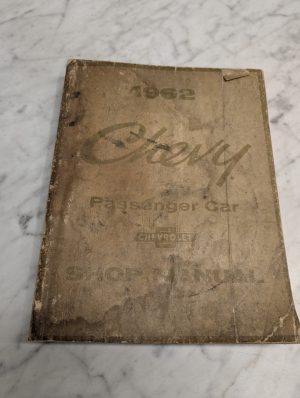 1962
Chevy
Passenger Car
CHEVROLET
SHOP MANUAL